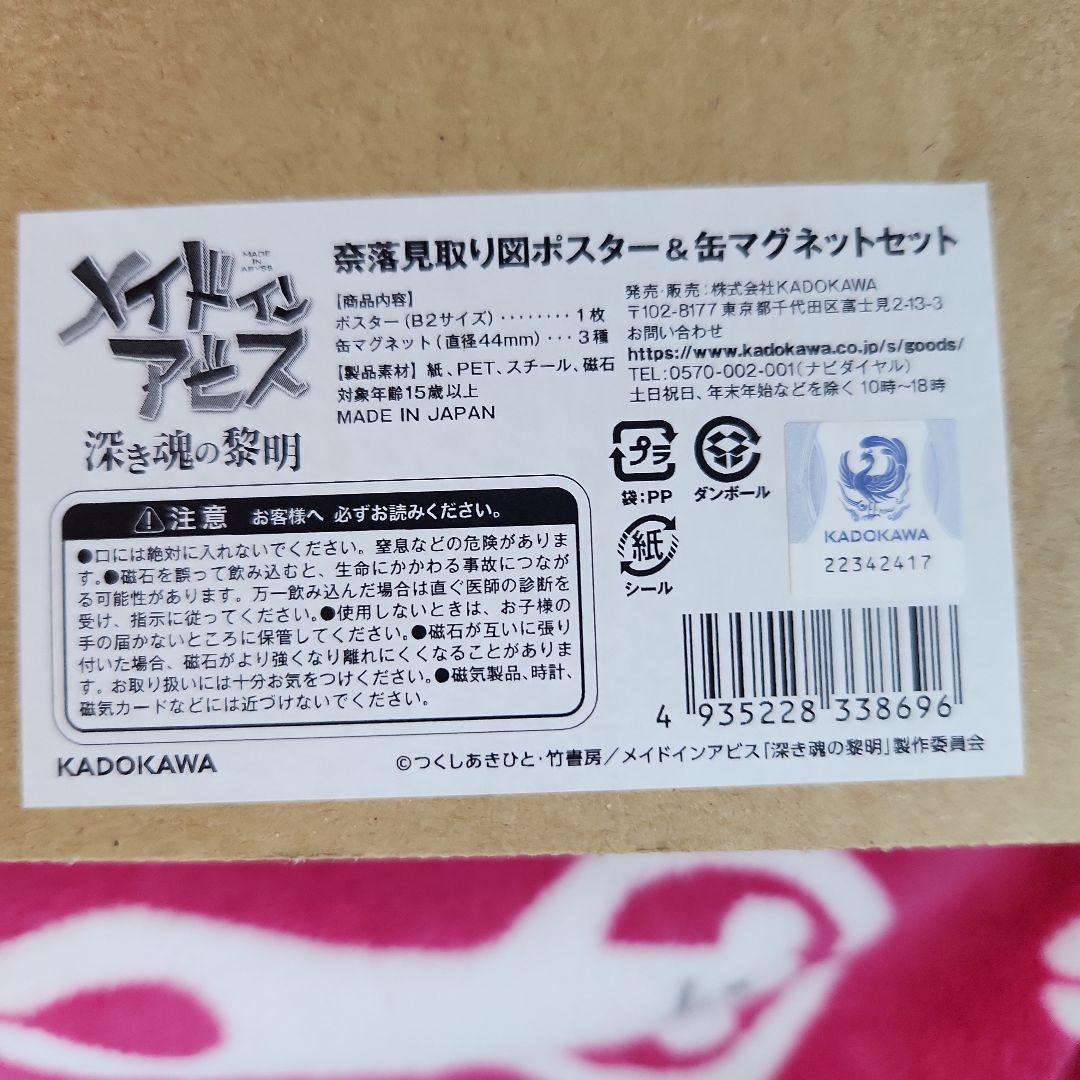 MADE
IN
ABYSS
メイドイン
アビス
深き魂の黎明
奈落見取り図ポスター＆缶マグネットセット
【商品内容】
ポスター（B2サイズ）‥‥‥‥1枚
缶マグネット（直径44mm）‥‥3種
【製品素材】紙、PET、スチール、磁石
対象年齢15歳以上
MADE IN JAPAN
発売・販売：株式会社KADOKAWA
〒102-8177 東京都千代田区富士見2-13-3
お問い合わせ
https://www.kadokawa.co.jp/s/goods/
TEL:0570-002-001（ナビダイヤル）
土日祝日、年末年始などを除く 10時〜18時
プラ
袋:PP
ダンボール
紙
シール
KADOKAWA
22342417
注意 お客様へ 必ずお読みください。
●口には絶対に入れないでください。窒息などの危険がありま
す。●磁石を誤って飲み込むと、生命にかかわる事故につなが
る可能性があります。万一飲み込んだ場合は直ぐ医師の診断を
受け、指示に従ってください。●使用しないときは、お子様の
手の届かないところに保管してください。●磁石が互いに張り
付いた場合、磁石がより強くなり離れにくくなることがありま
す。お取り扱いには十分お気をつけください。●磁気製品、時計、
磁気カードなどには近づけないでください。
4 935228 338696
KADOKAWA
©つくしあきひと・竹書房／メイドインアビス「深き魂の黎明」製作委員会